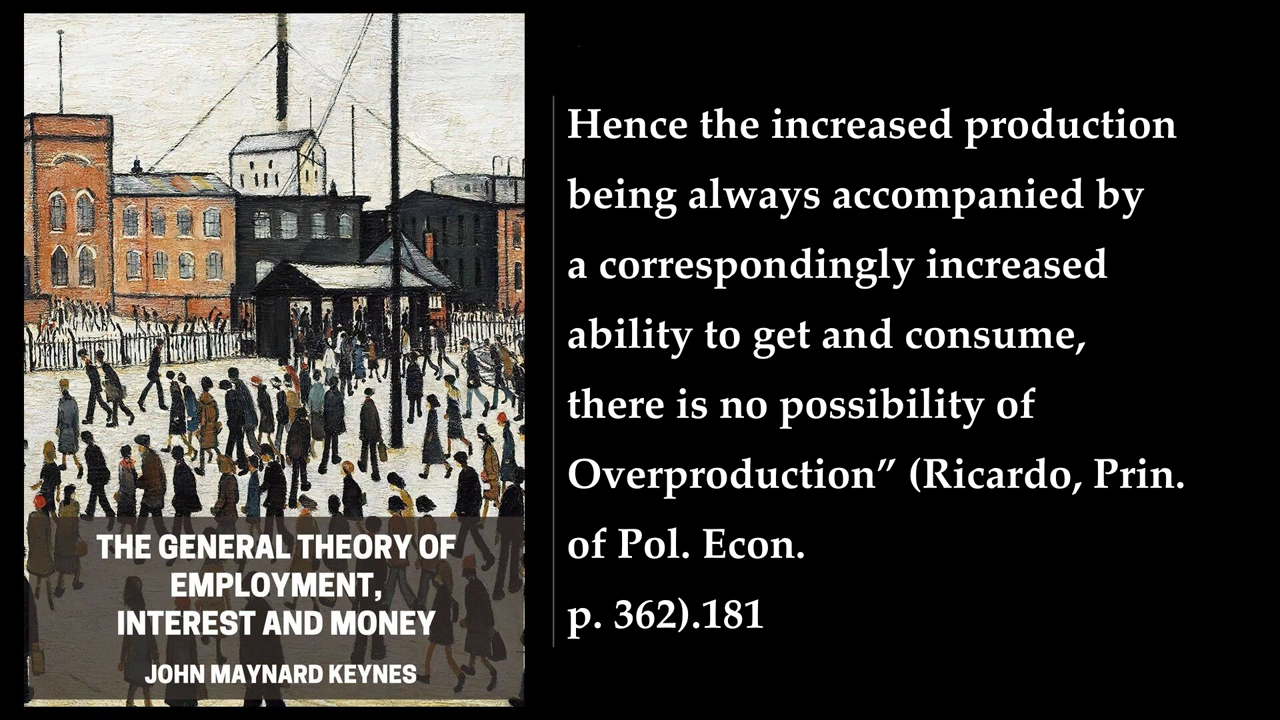 THE GENERAL THEORY OF
EMPLOYMENT,
INTEREST AND MONEY
JOHN MAYNARD KEYNES
Hence the increased production
being always accompanied by
a correspondingly increased
ability to get and consume,
there is no possibility of
Overproduction” (Ricardo, Prin.
of Pol. Econ.
p. 362).181